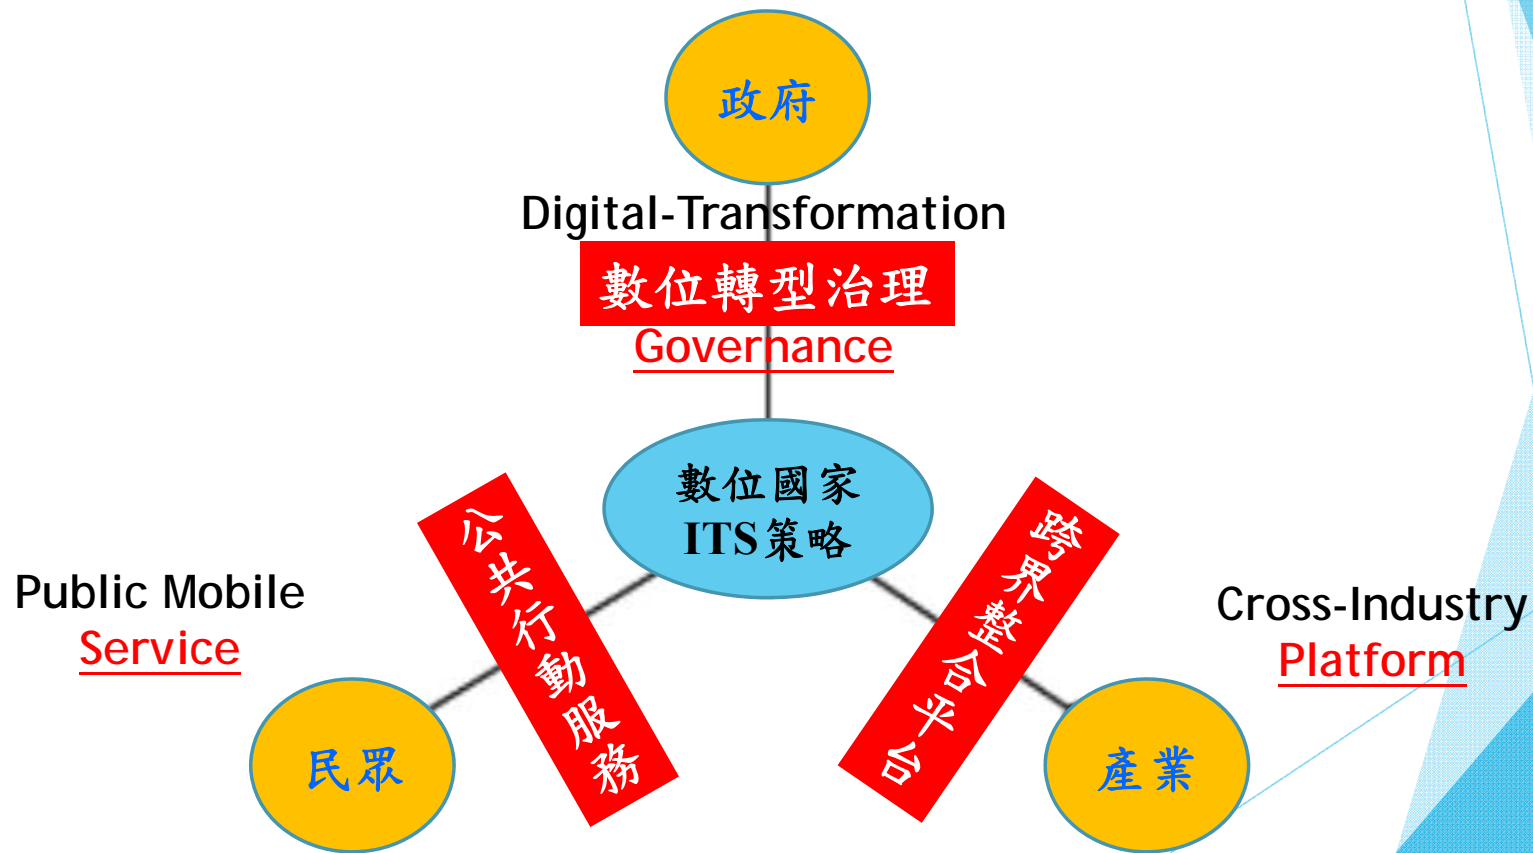 政府
Digital-Transformation
數位轉型治理
Governance
數位國家
ITS策略
公共行動服務
跨界整合平台
Public Mobile
Service
Cross-Industry
Platform
民眾
產業